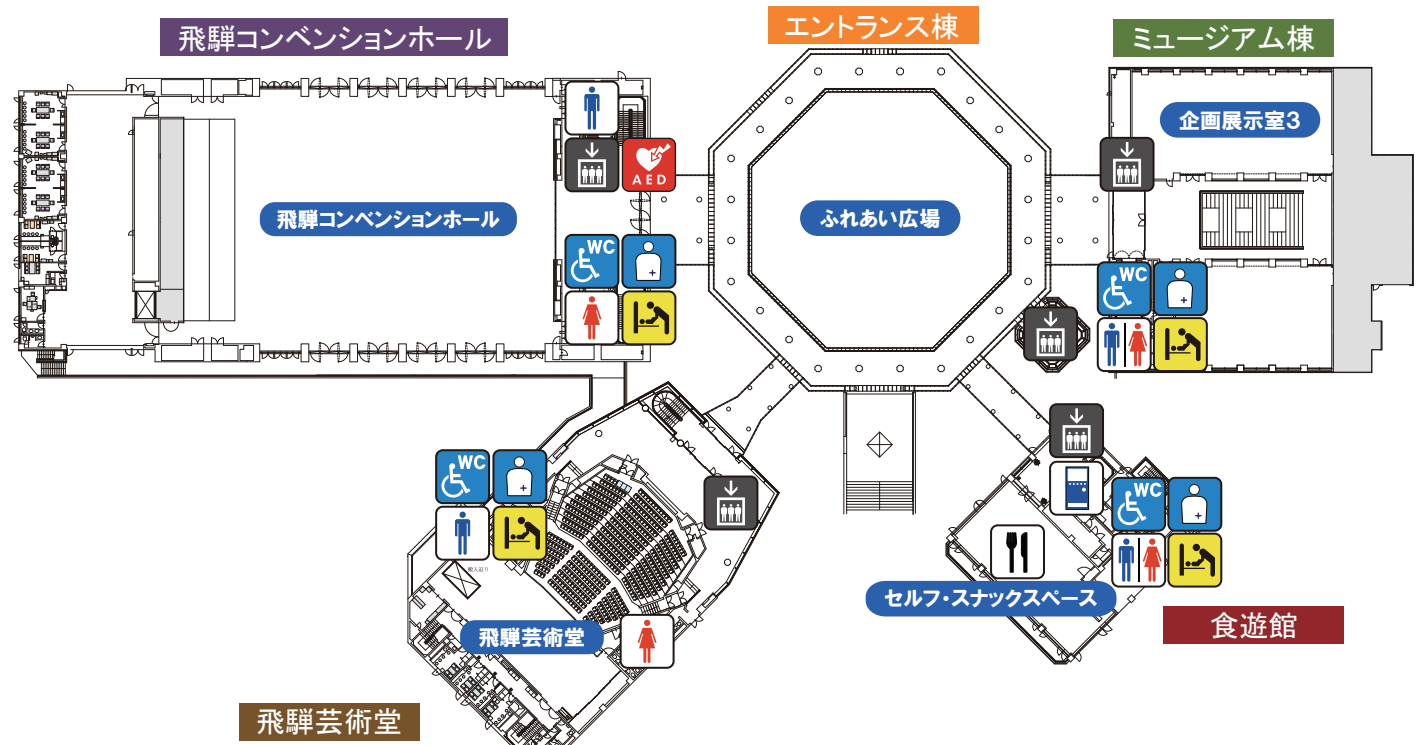 飛騨コンベンションホール
エントランス棟
ミュージアム棟
企画展示室3
AED
飛騨コンベンションホール
ふれあい広場
WC
WC
WC
WC
セルフ・スナックスペース
食遊館
飛騨芸術堂
飛騨芸術堂